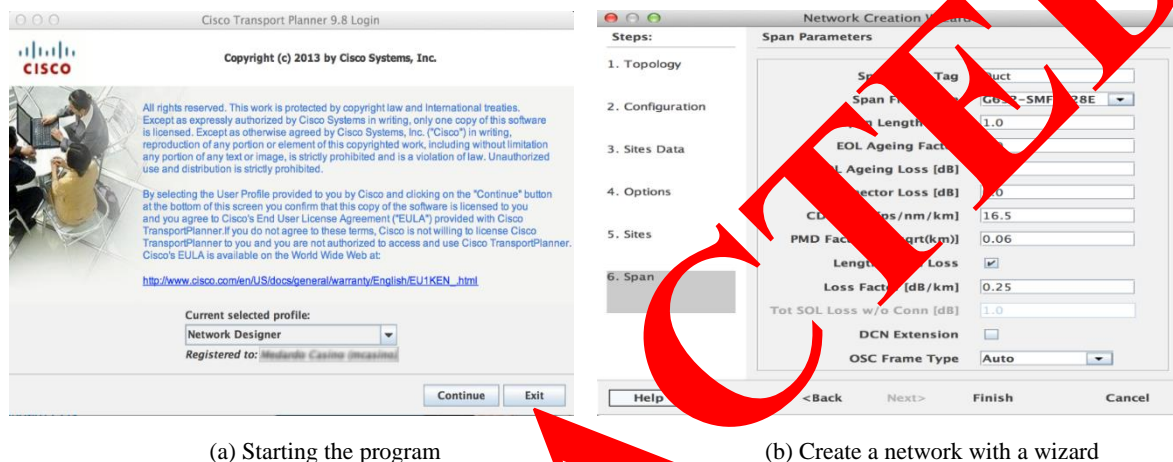 Cisco Transport Planner 9.8 Login
CISCO
Copyright (c) 2013 by Cisco Systems, Inc.
All rights reserved. This work is protected by copyright law and International treaties.
Except as expressly authorized by Cisco Systems in writing, only one copy of this software
is licensed. Except as otherwise agreed by Cisco Systems, Inc. ("Cisco") in writing,
reproduction of any portion or element of this copyrighted work, including without limitation
any portion of any text or image, is strictly prohibited and is a violation of law. Unauthorized
use and distribution is strictly prohibited.
By selecting the User Profile provided to you by Cisco and clicking on the "Continue" button
at the bottom of this screen you confirm that this copy of the software is licensed to you
and you agree to Cisco's End User License Agreement ("EULA") provided with Cisco
TransportPlanner.If you do not agree to these terms, Cisco is not willing to license Cisco
TransportPlanner to you and you are not authorized to access and use Cisco TransportPlanner.
Cisco's EULA is available on the World Wide Web at:
http://www.cisco.com/en/US/docs/general/warranty/English/EU1KEN_.html
Current selected profile:
Network Designer
Registered to:
Continue Exit
(a) Starting the program
Network Creation
Steps:
1. Topology
2. Configuration
3. Sites Data
4. Options
5. Sites
6. Span
Span Parameters
Tag
Span
Length 1.0
EOL Ageing
Ageing Loss [dB]
Loss [dB]
CD /nm/km] 16.5
PMD 0.06
Length Loss
Loss [dB/km] 0.25
Tot SOL Loss w/o Conn [dB] 1.0
DCN Extension
OSC Frame Type Auto
Help <Back Next> Finish Cancel
(b) Create a network with a wizard
CTED